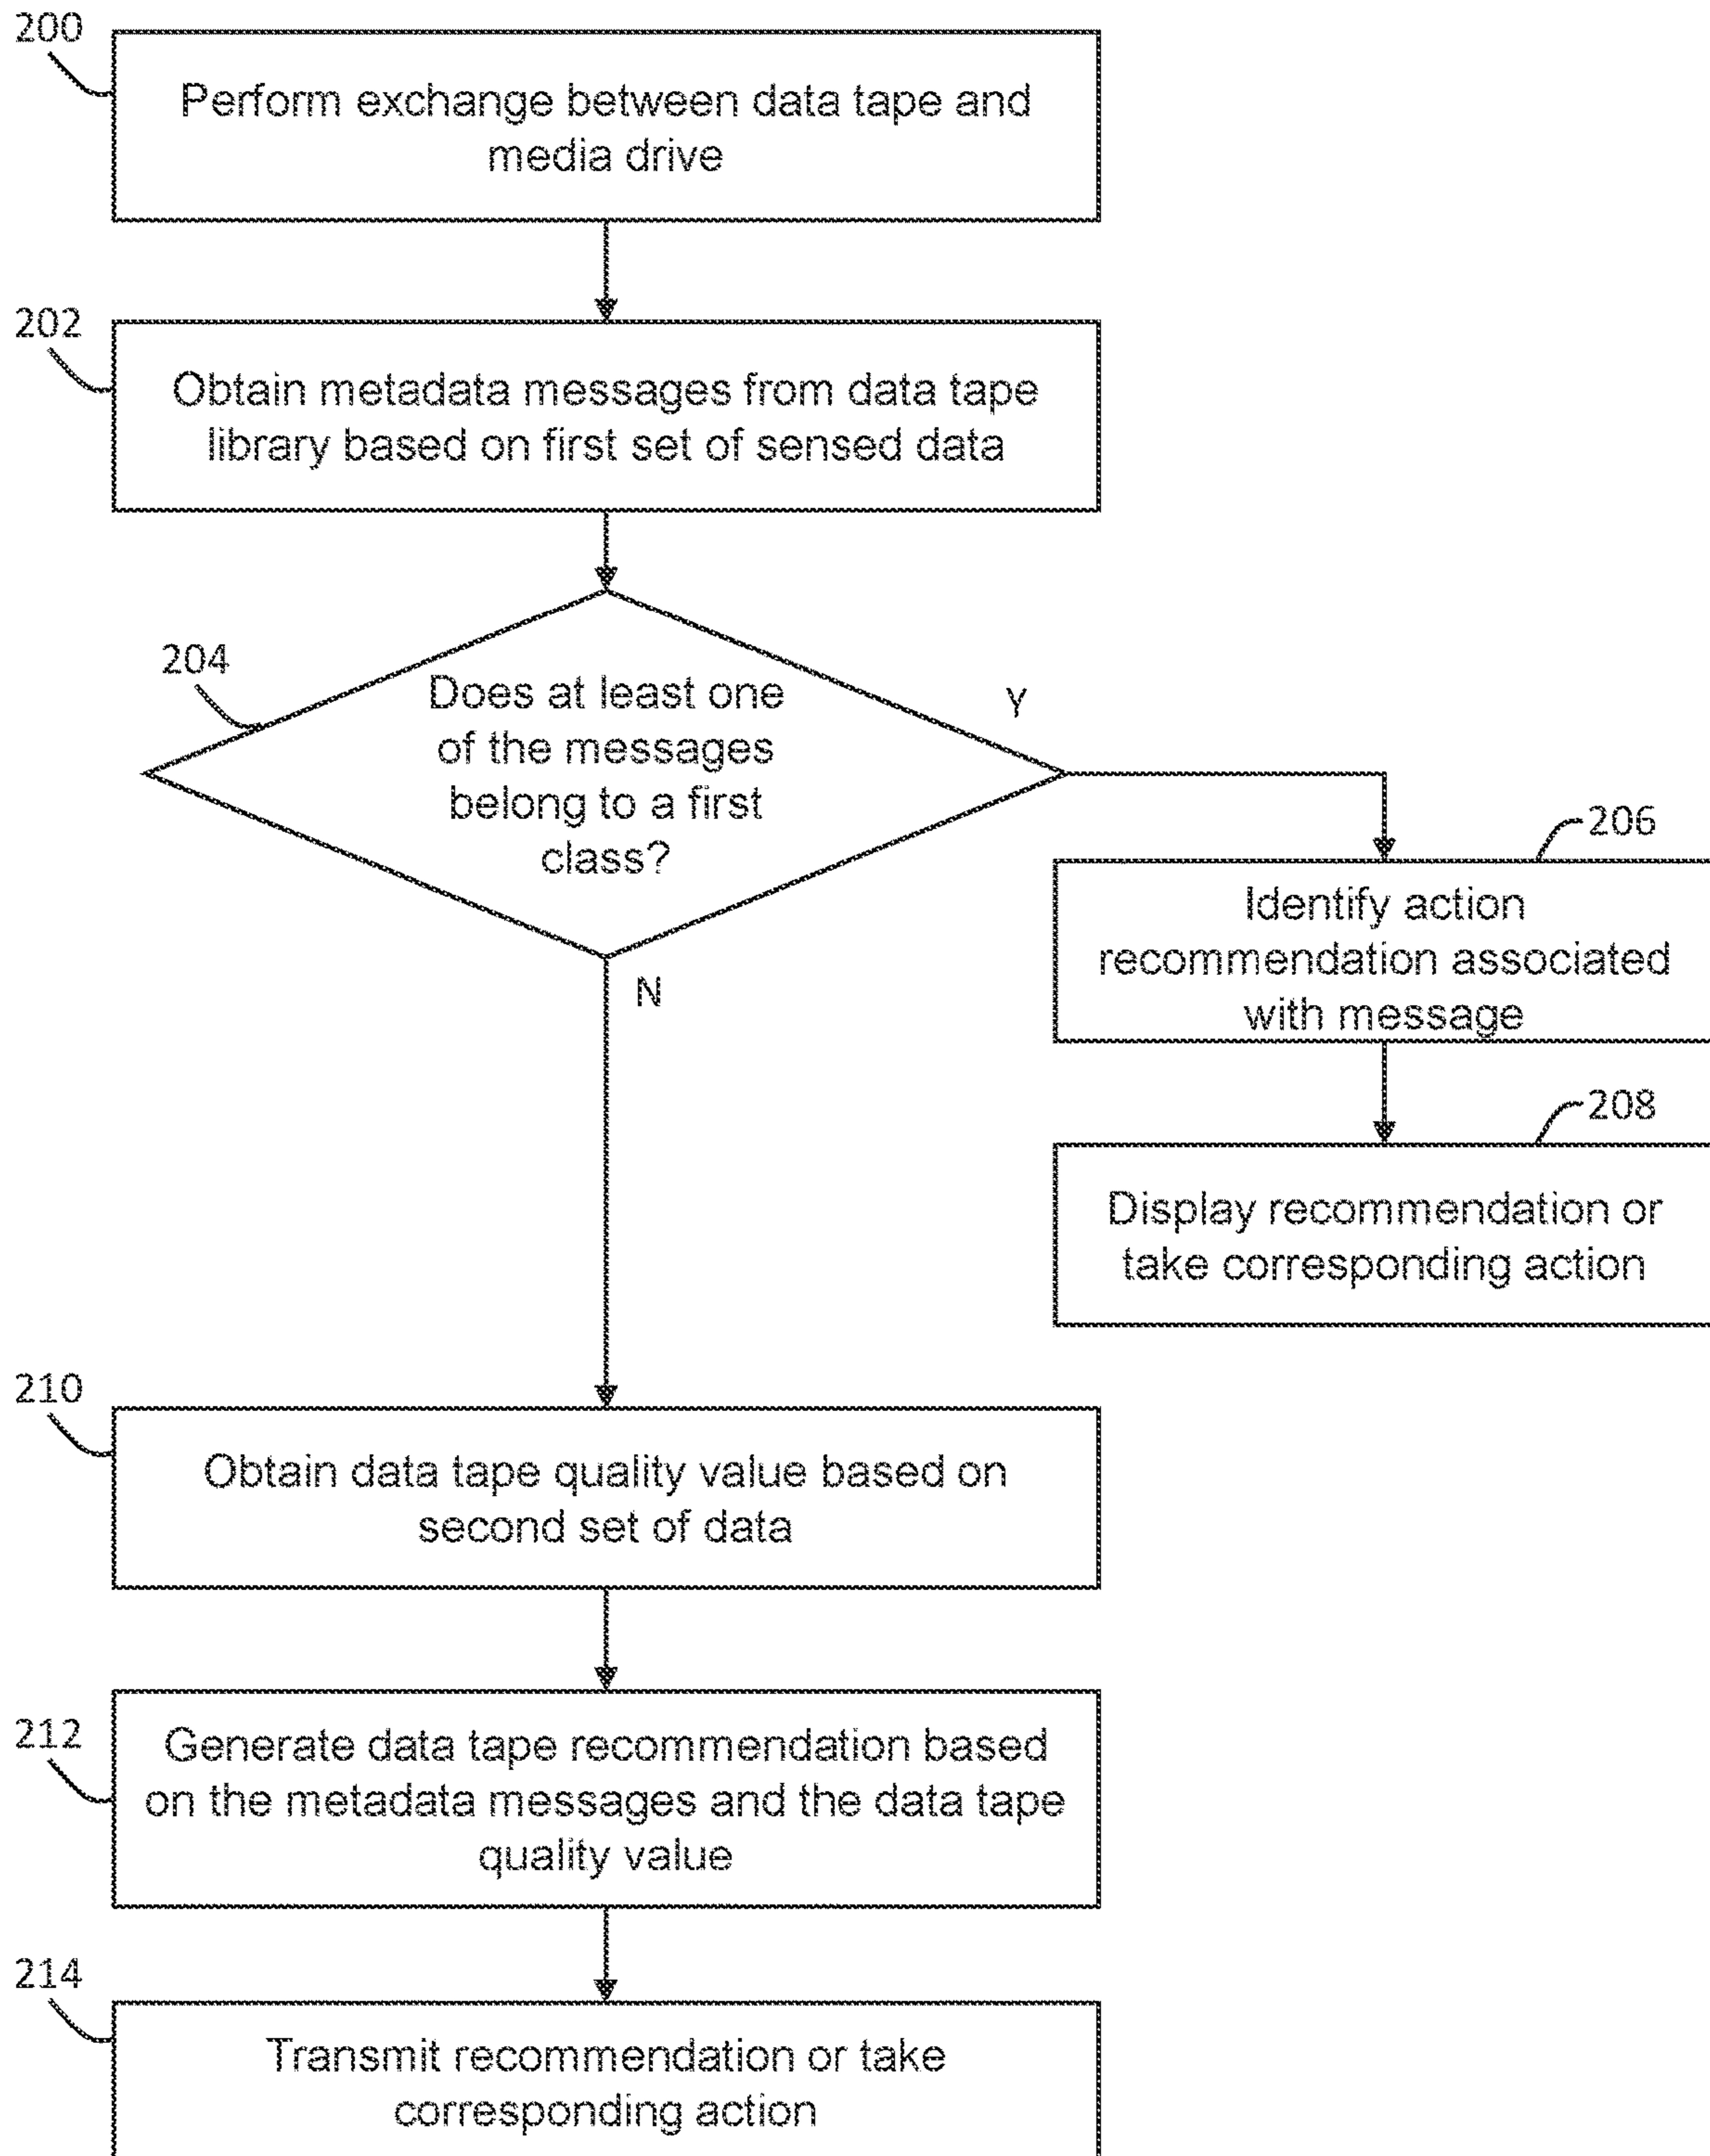 200
Perform exchange between data tape and
media drive
202
Obtain metadata messages from data tape
library based on first set of sensed data
204
Does at least one
of the messages
belong to a first
class?
Y
N
206
Identify action
recommendation associated
with message
208
Display recommendation or
take corresponding action
210
Obtain data tape quality value based on
second set of data
212
Generate data tape recommendation based
on the metadata messages and the data tape
quality value
214
Transmit recommendation or take
corresponding action